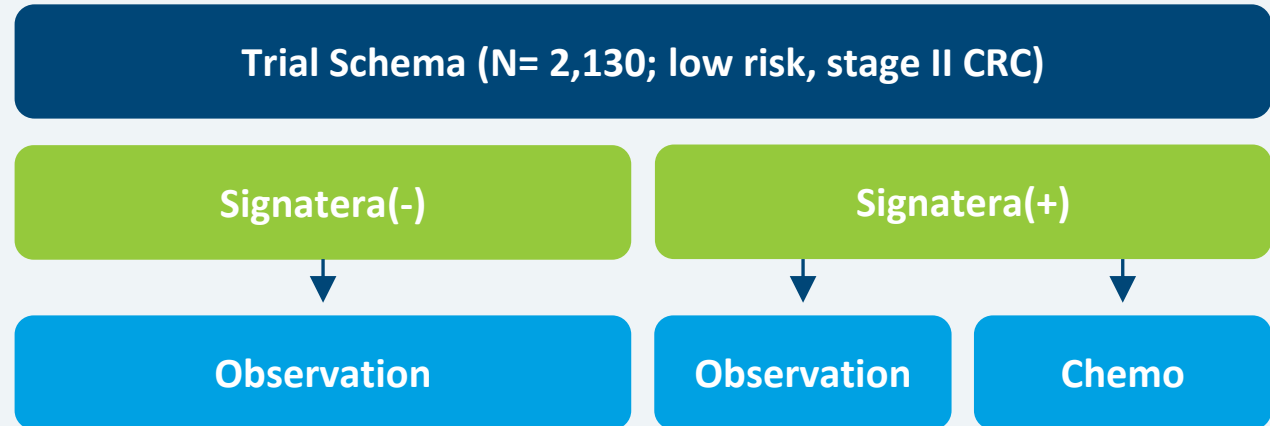 Trial Schema (N= 2,130; low risk, stage II CRC)
Signatera(-)
Signatera(+)
Observation
Observation
Chemo